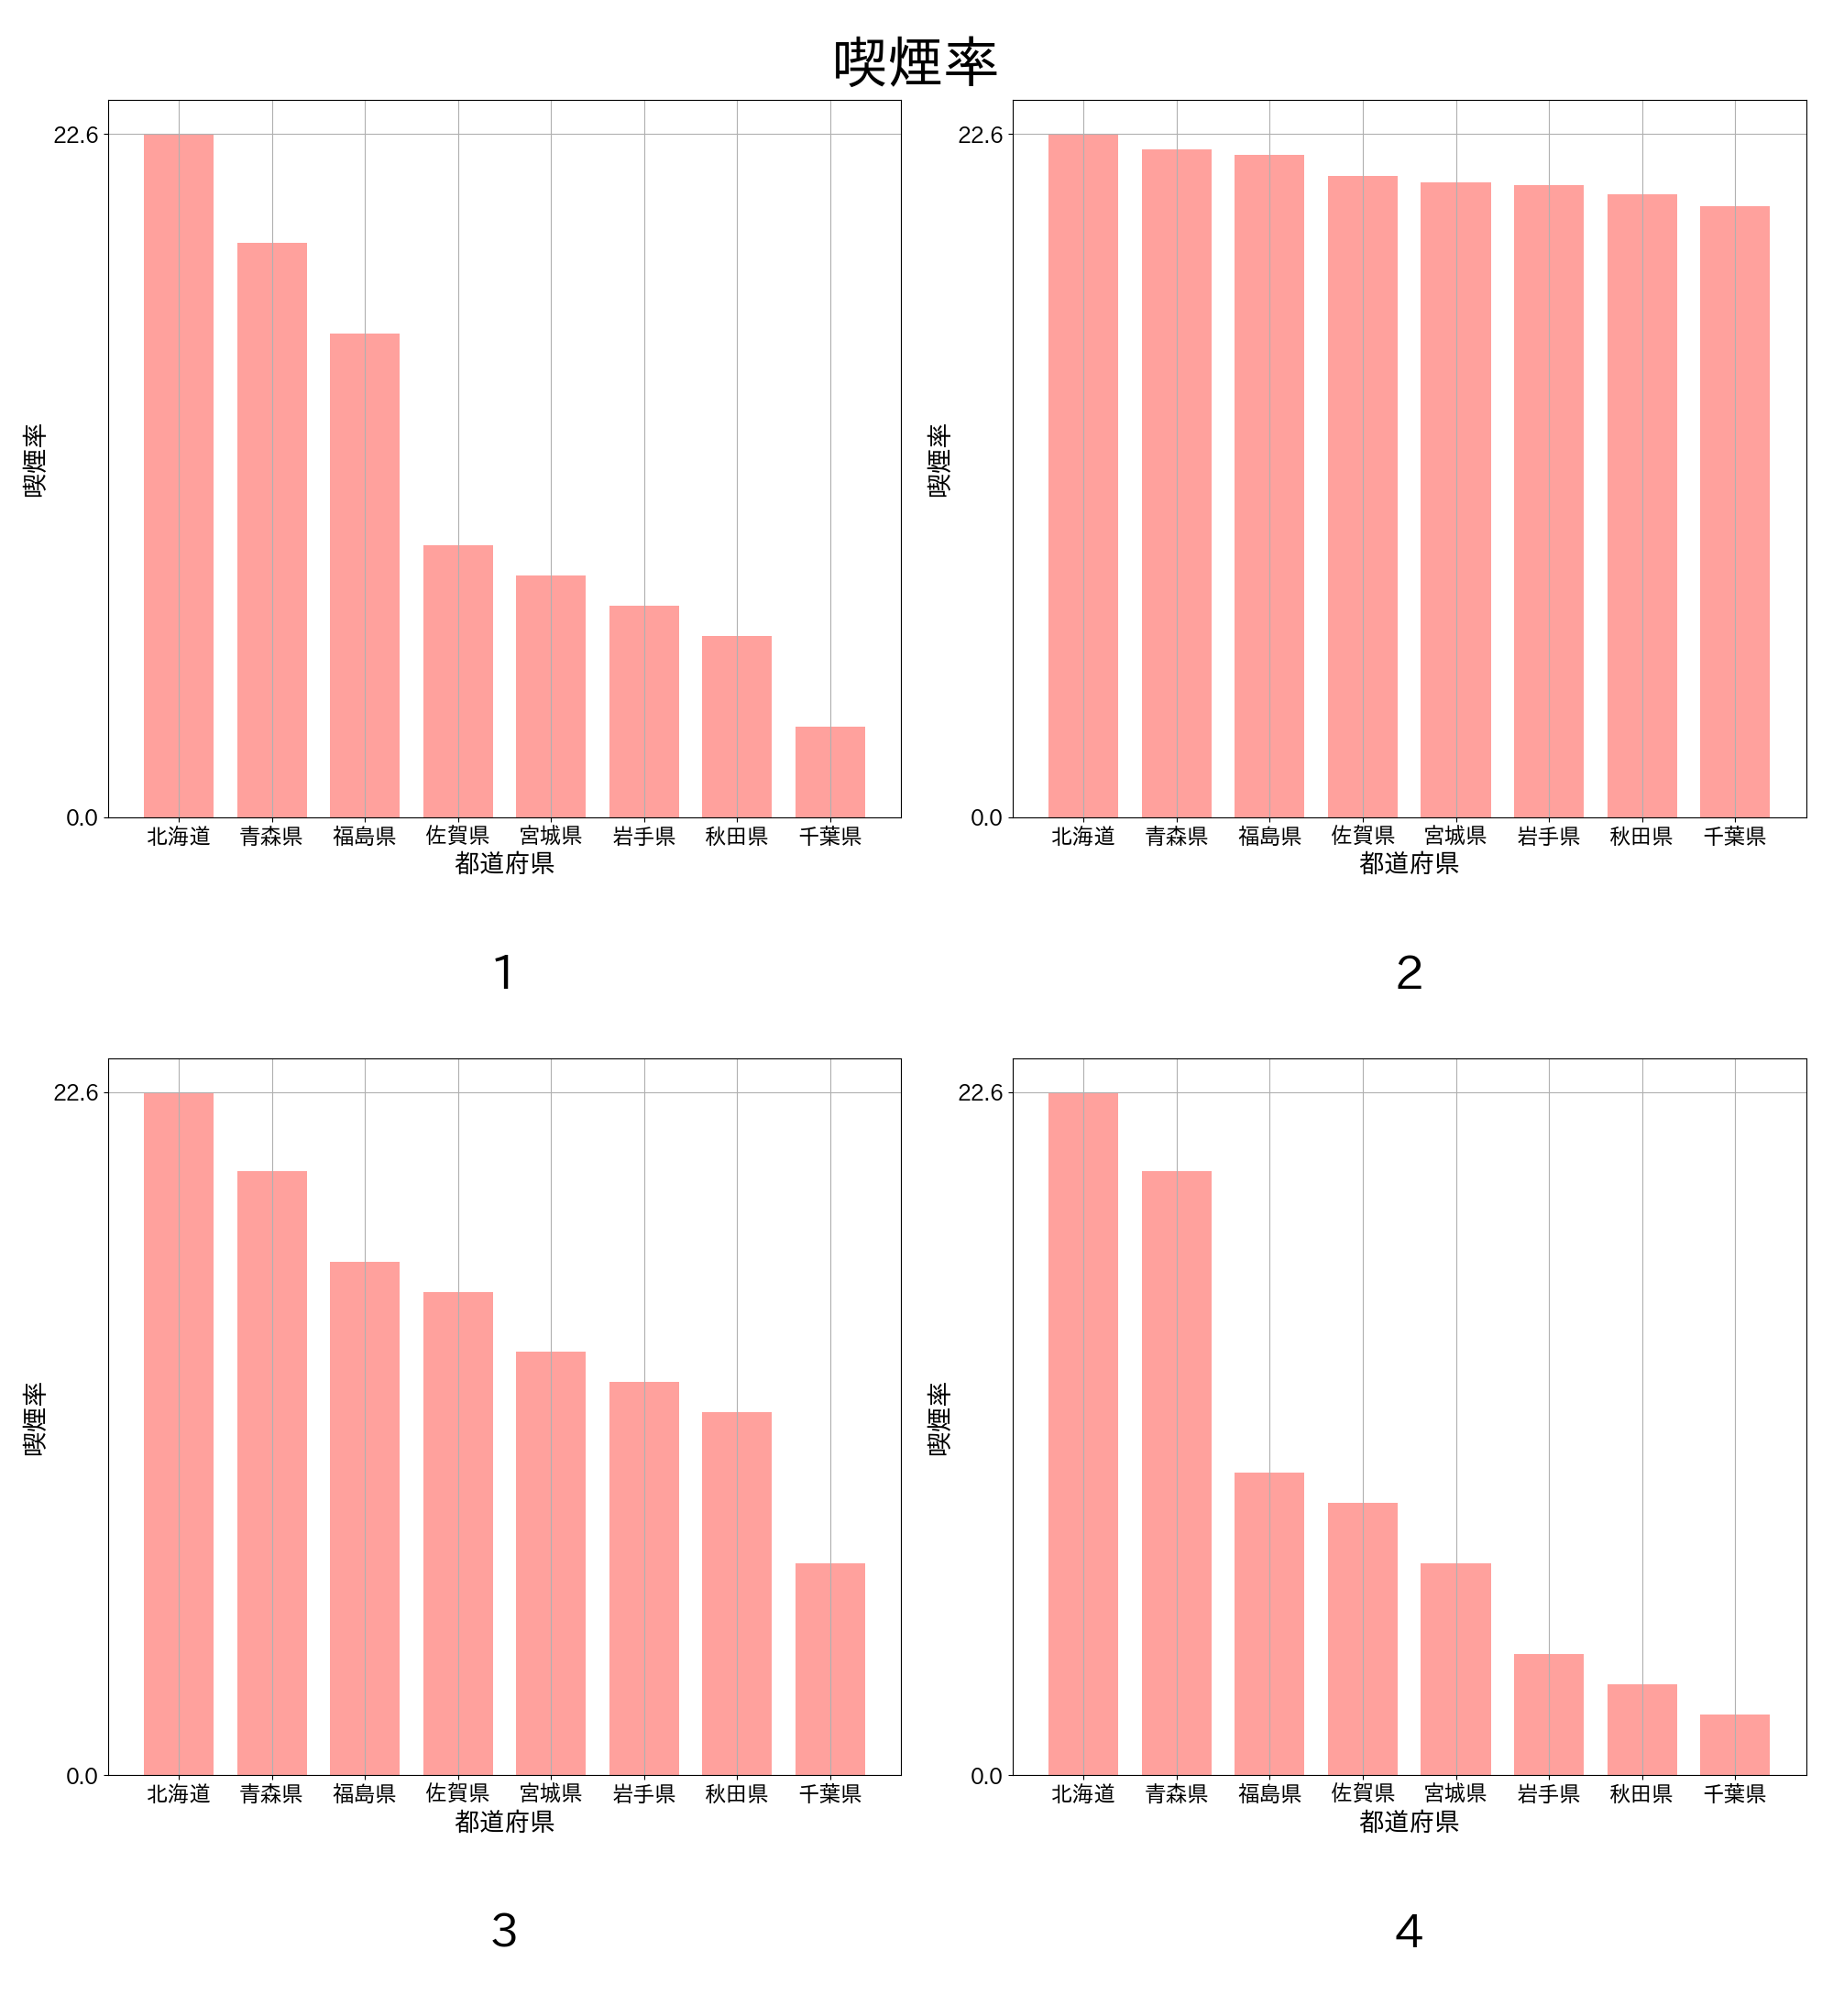 喫煙率
22.6
喫煙率
0.0
北海道 青森県 福島県 佐賀県 宮城県 岩手県 秋田県 千葉県
都道府県
1
22.6
喫煙率
0.0
北海道 青森県 福島県 佐賀県 宮城県 岩手県 秋田県 千葉県
都道府県
2
22.6
喫煙率
0.0
北海道 青森県 福島県 佐賀県 宮城県 岩手県 秋田県 千葉県
都道府県
3
22.6
喫煙率
0.0
北海道 青森県 福島県 佐賀県 宮城県 岩手県 秋田県 千葉県
都道府県
4